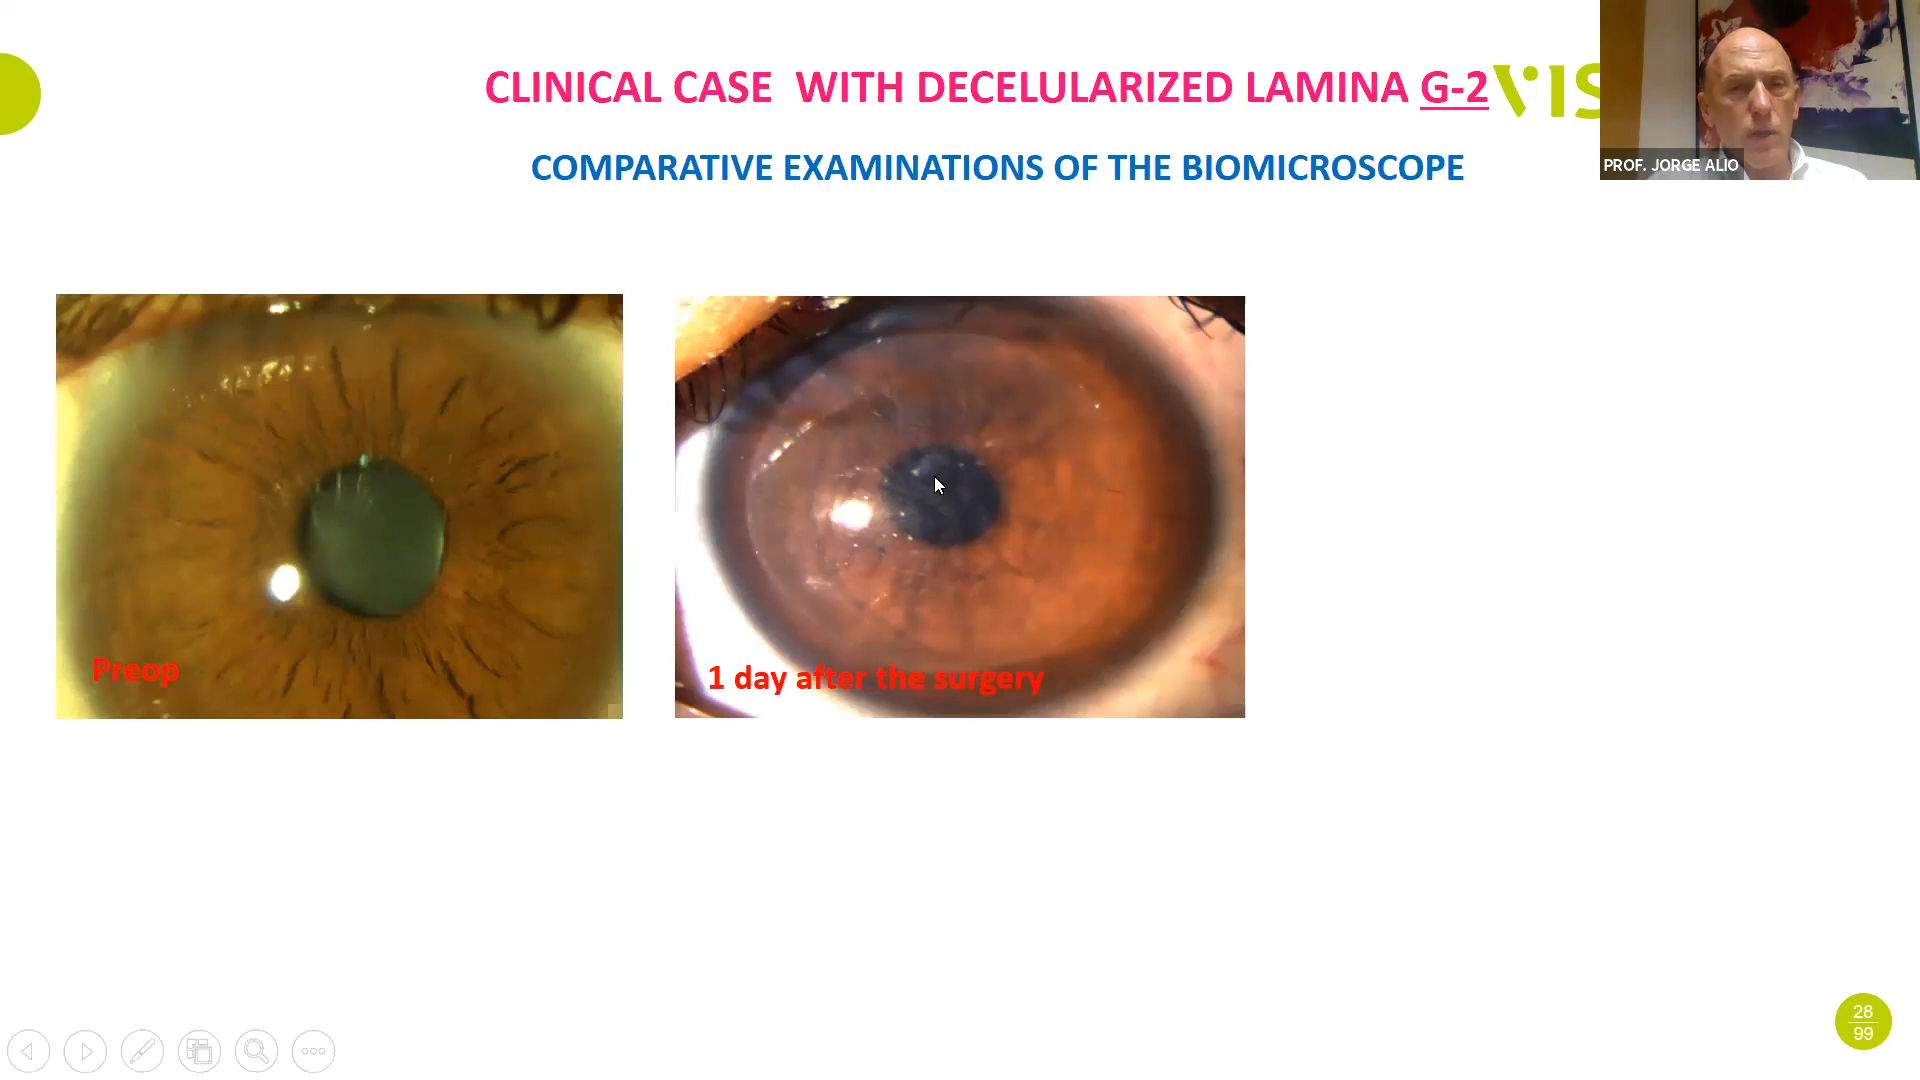 CLINICAL CASE  WITH DECELULARIZED LAMINA G-2
VIS
COMPARATIVE EXAMINATIONS OF THE BIOMICROSCOPE
PROF. JORGE ALIO
Preop
1 day after the surgery
28
99